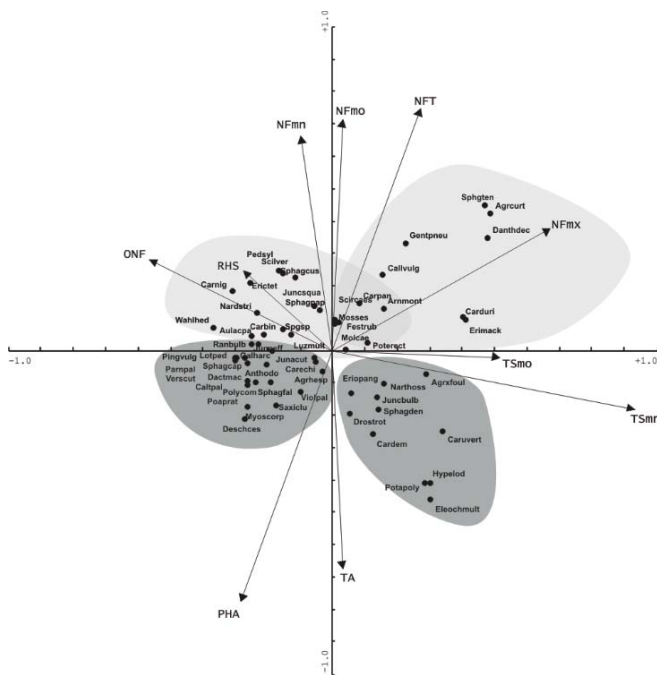 +1.0
NFmn
NFmo
NFT
NFmx
ONF
RHS
Sphgten
Agrcurt
Danthdec
Gentpneu
Callvulg
Pedsyl
Scilver
Sphagcus
Erictet
Carnig
Juncsqua
Sphagpap
Scircaes
Carpan
Arnmont
Nardstri
Mosses
Festrub
Carduri
Erimack
Wahlhed
Aulacpa
Carbin
Spgsp
Ranbulb
Luzmult
Molcan
Poterect
-1.0
+1.0
Pingvulg
Lotped
Galharc
Junacut
TSmo
Parnpal
Sphagcap
Carechi
Verscut
Dactmac
Anthodo
Agrhesp
Caltpal
Polycom
Sphagfal
Violpal
Poaprat
Saxiclu
Myoscorp
Deschces
Eriopang
Narthoss
Agrxfoul
Juncbulb
Sphagden
Drostrot
Cardem
Caruvert
Hypelod
Potapoly
Eleochmult
TA
PHA
-1.0